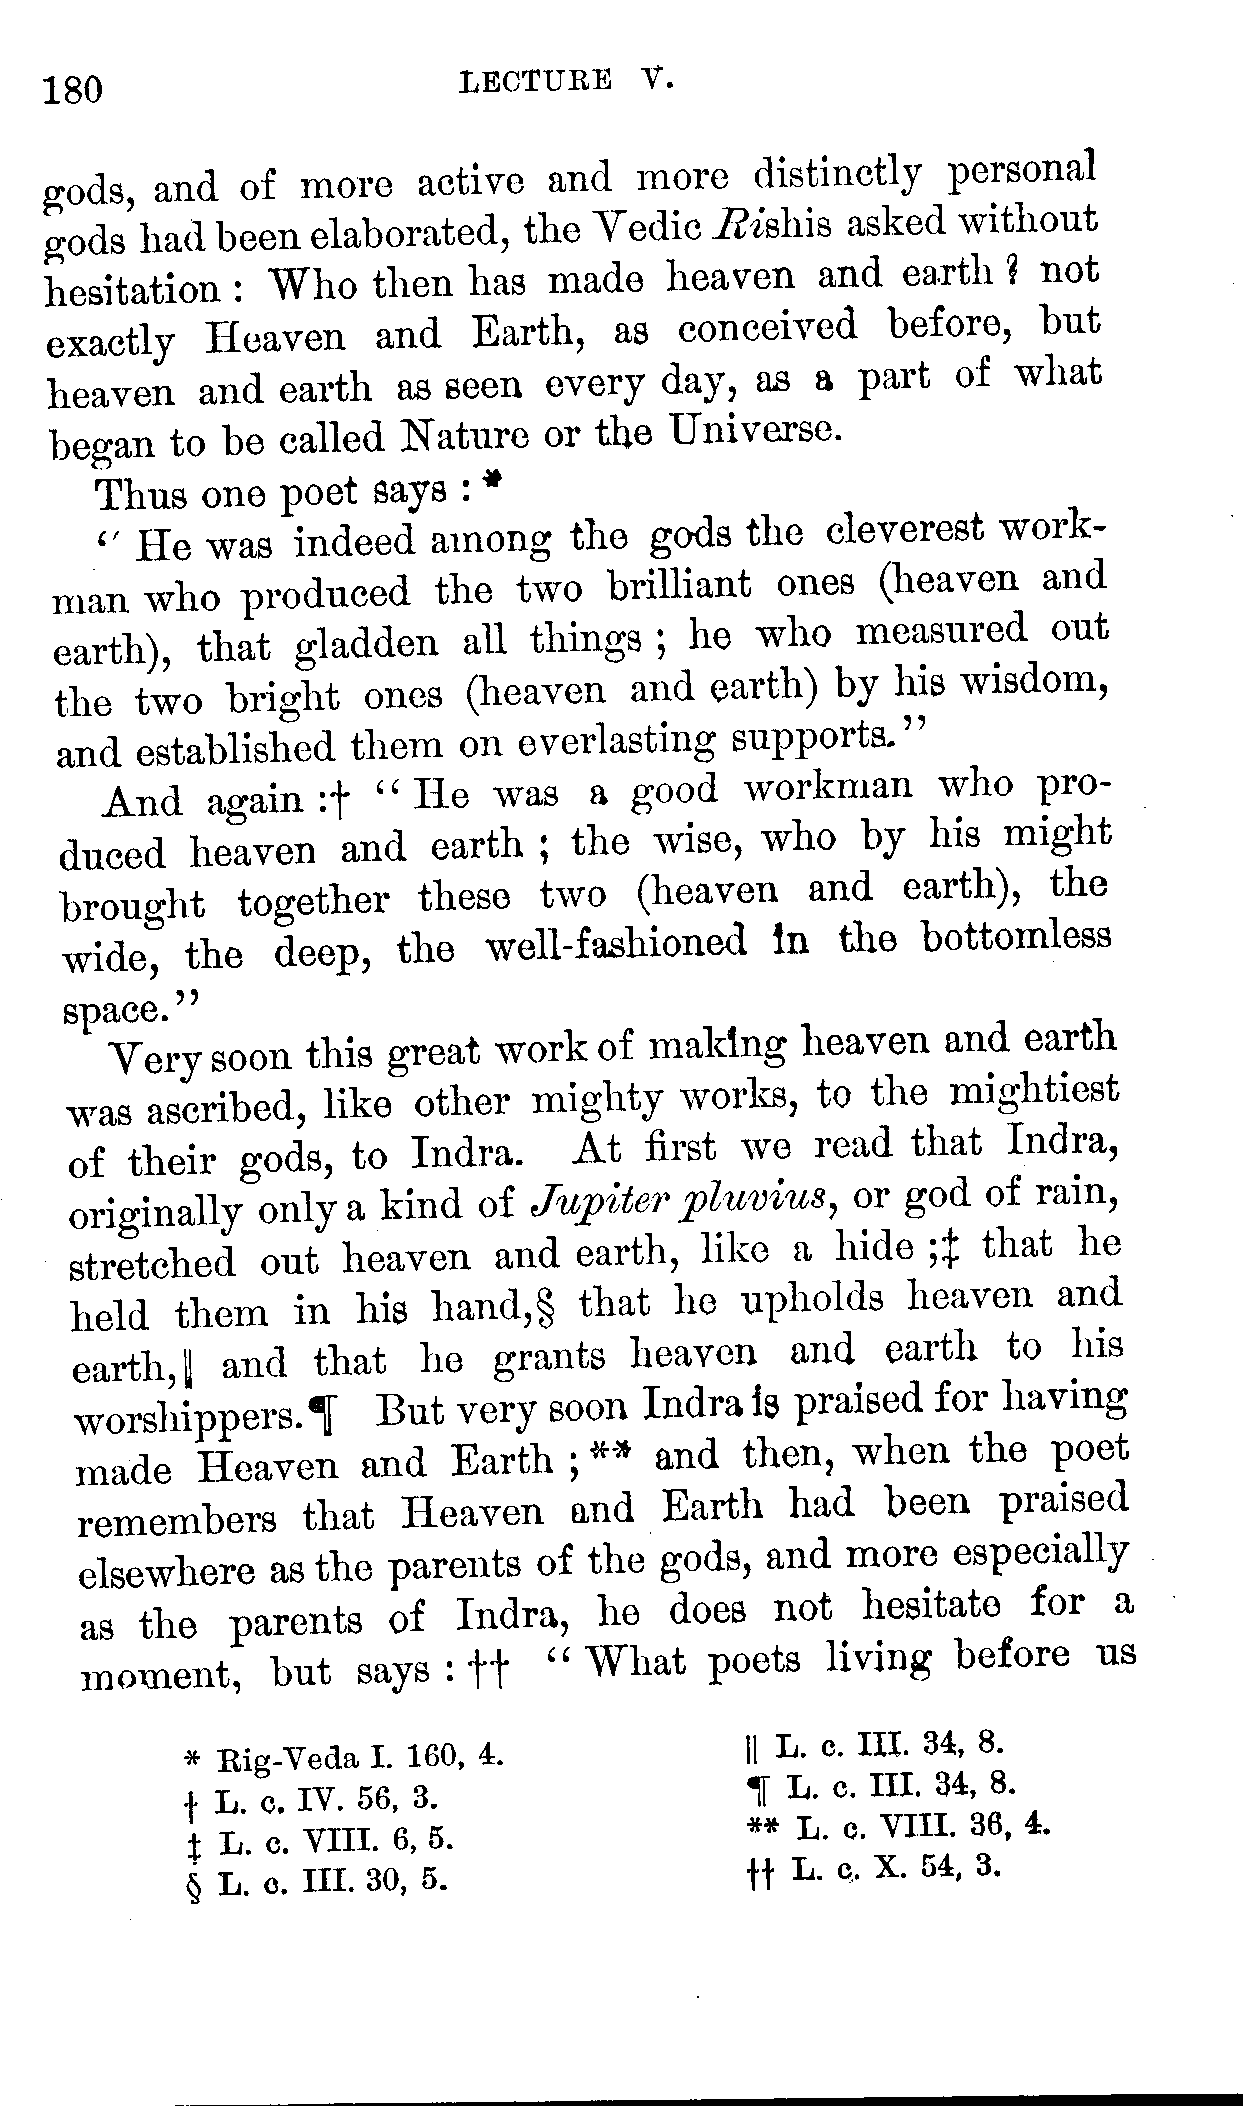 180 LECTURE V.
gods, and of more active and more distinctly personal
gods had been elaborated, the Vedic Rishis asked without
hesitation : Who then has made heaven and earth ? not
exactly Heaven and Earth, as conceived before, but
heaven and earth as seen every day, as a part of what
began to be called Nature or the Universe.
Thus one poet says : *
“ He was indeed among the gods the cleverest work-
man who produced the two brilliant ones (heaven and
earth), that gladden all things ; he who measured out
the two bright ones (heaven and earth) by his wisdom,
and established them on everlasting supports.”
And again :† “ He was a good workman who pro-
duced heaven and earth ; the wise, who by his might
brought together these two (heaven and earth), the
wide, the deep, the well-fashioned in the bottomless
space.”
Very soon this great work of making heaven and earth
was ascribed, like other mighty works, to the mightiest
of their gods, to Indra. At first we read that Indra,
originally only a kind of Jupiter pluvius, or god of rain,
stretched out heaven and earth, like a hide ;‡ that he
held them in his hand,§ that he upholds heaven and
earth,‖ and that he grants heaven and earth to his
worshippers.¶ But very soon Indra is praised for having
made Heaven and Earth ;** and then, when the poet
remembers that Heaven and Earth had been praised
elsewhere as the parents of the gods, and more especially
as the parents of Indra, he does not hesitate for a
moment, but says : †† “ What poets living before us
* Rig-Veda I. 160, 4.
† L. c. IV. 56, 3.
‡ L. c. VIII. 6, 5.
§ L. c. III. 30, 5.
‖ L. c. III. 34, 8.
¶ L. c. III. 34, 8.
** L. c. VIII. 36, 4.
†† L. c. X. 54, 3.